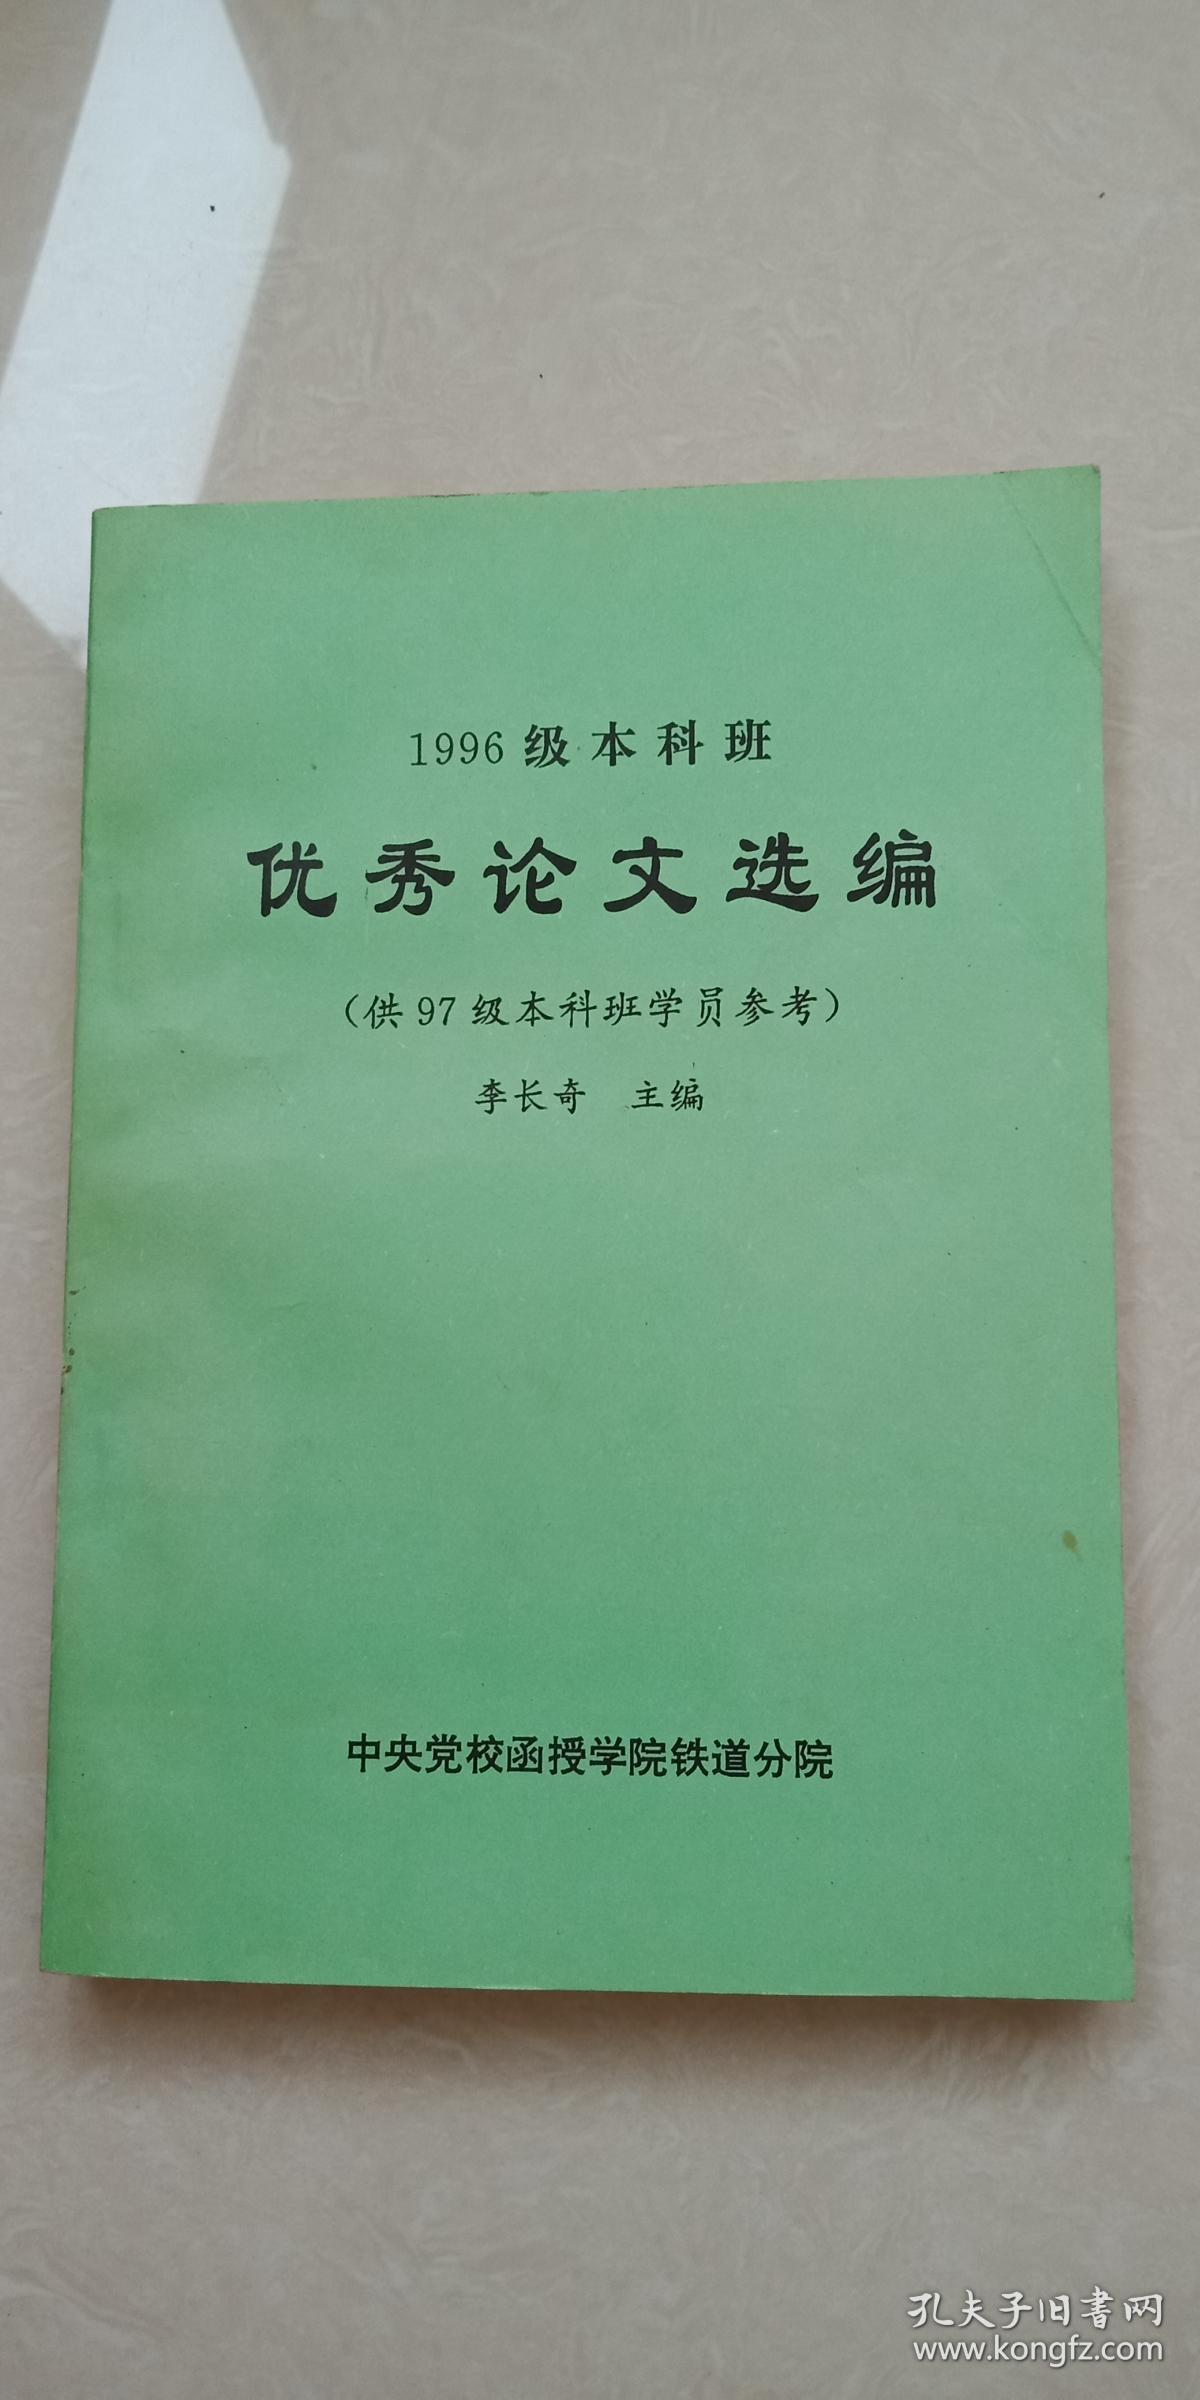 1996级本科班
优秀论文选编
（供97级本科班学员参考）
李长奇 主编
中央党校函授学院铁道分院
孔夫子旧书网
www.kongfz.com